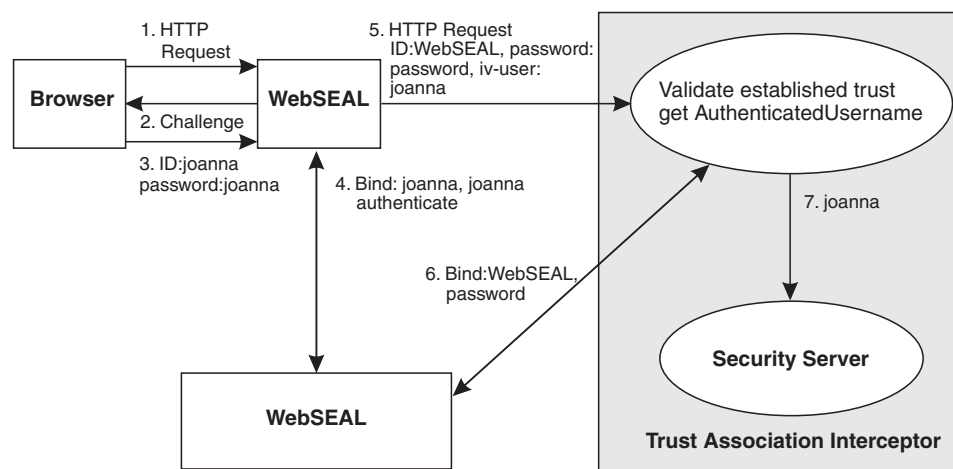 1. HTTP
Request
Browser
WebSEAL
2. Challenge
3. ID:joanna
password:joanna
4. Bind: joanna, joanna
authenticate
5. HTTP Request
ID:WebSEAL, password:
password, iv-user:
joanna
Validate established trust
get AuthenticatedUsername
7. joanna
6. Bind:WebSEAL,
password
Security Server
WebSEAL
Trust Association Interceptor